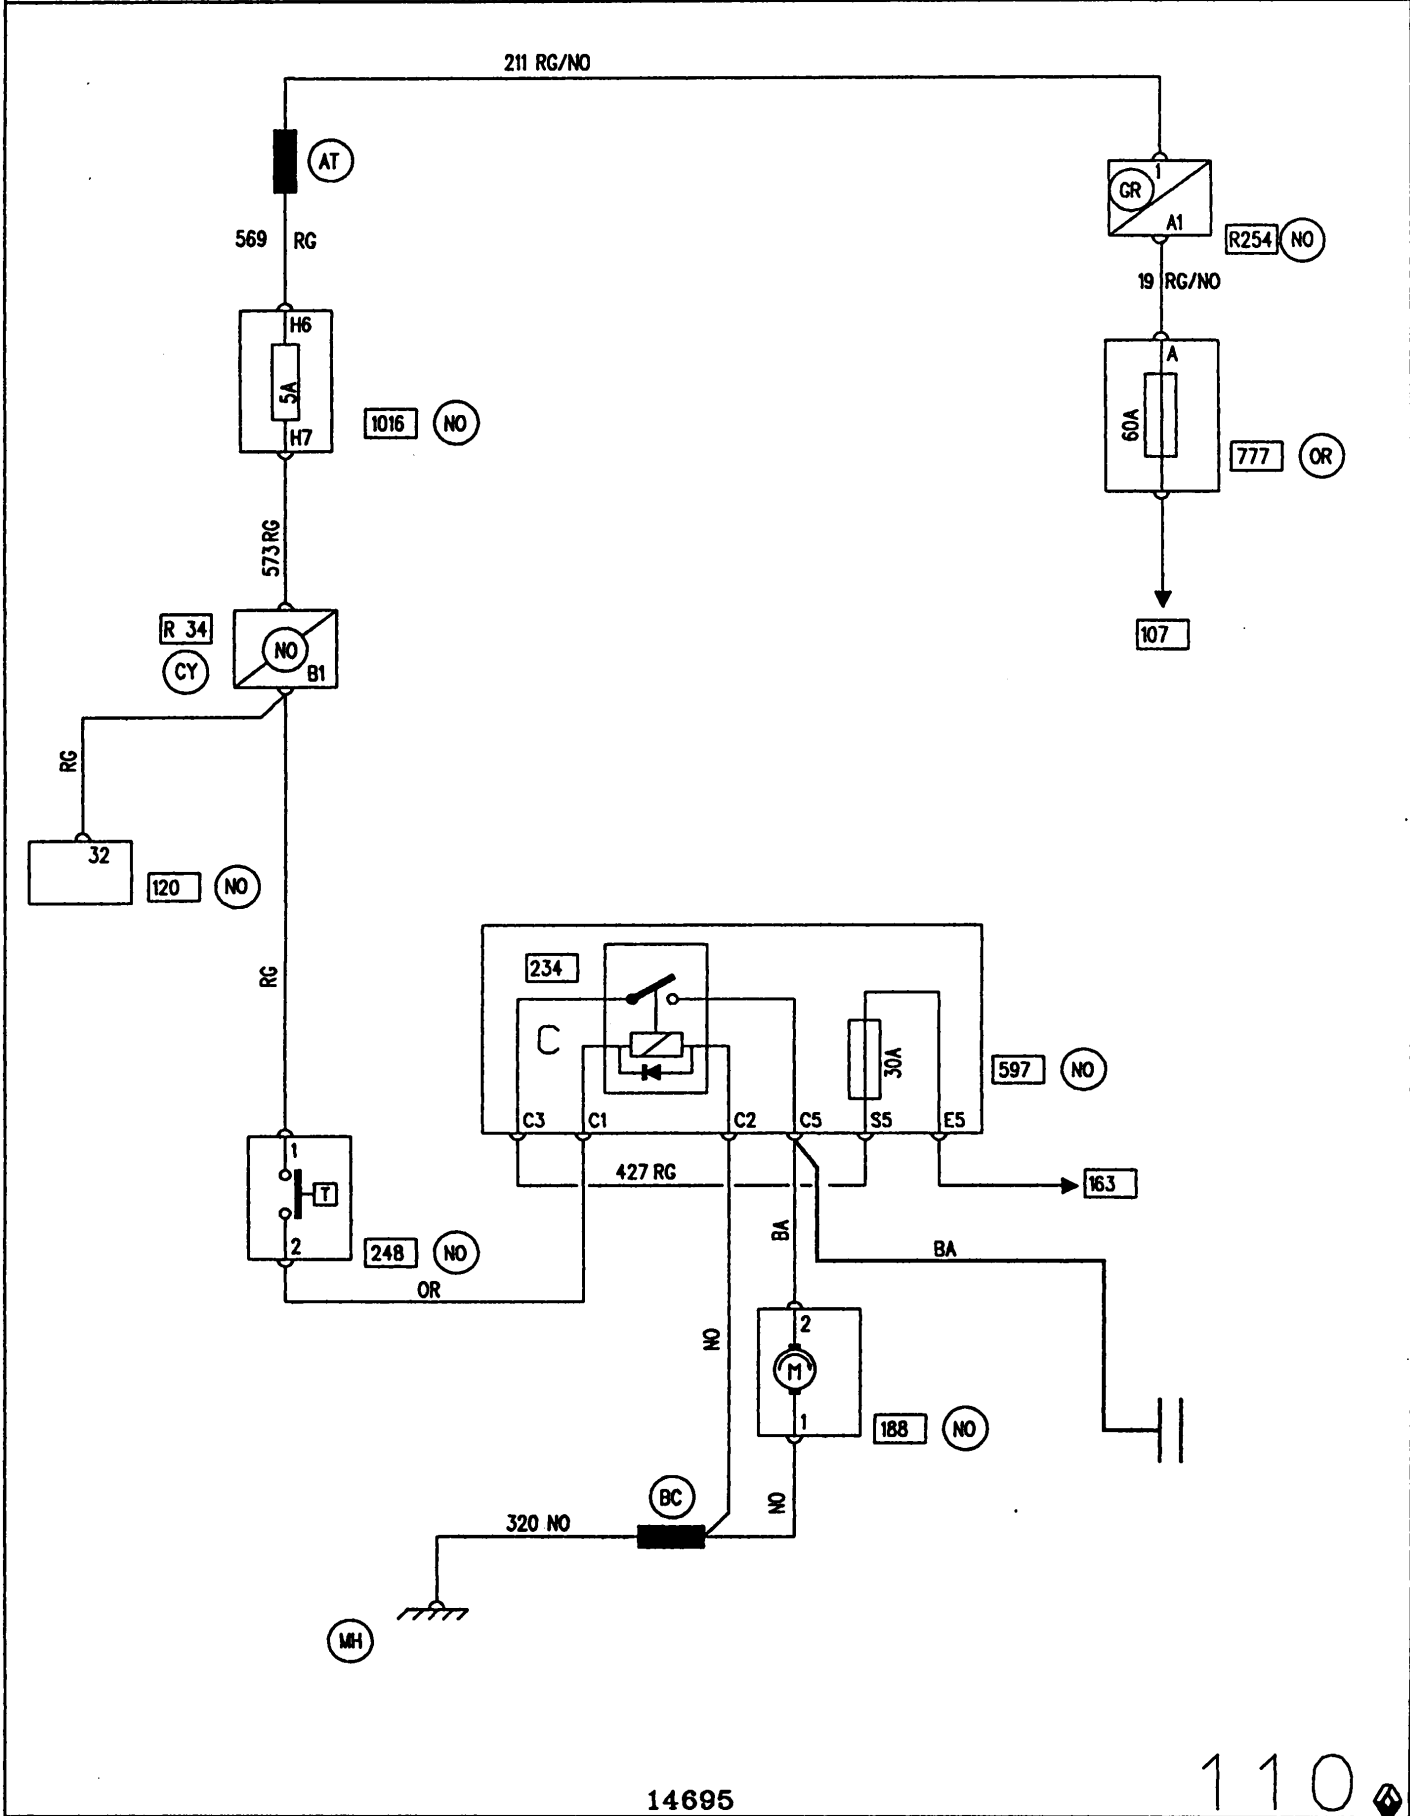 211 RG/NO
AT
1
GR
A1
R254 NO
569 RG
19 RG/NO
H6
5A
H7
1016 NO
A
60A
777 OR
573 RG
R 34
CY
NO
B1
107
RG
32
120 NO
RG
234
C
30A
597 NO
C3 C1 C2 C5 S5 E5
427 RG
163
1
T
2
248 NO
OR
BA
BA
NO
2
M
1
188 NO
BC
NO
320 NO
MH
14695
110